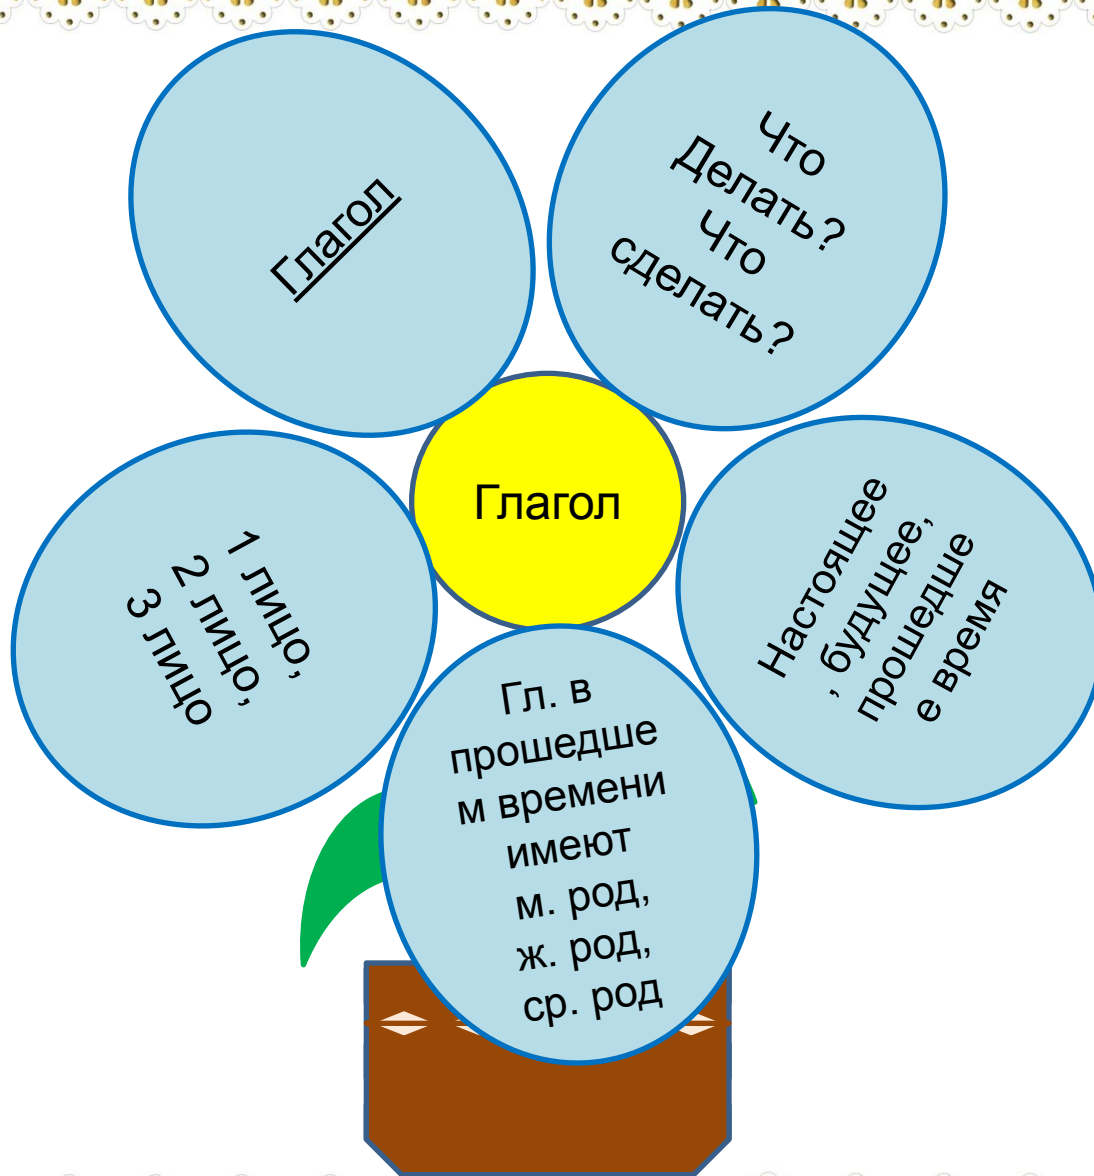 Глагол
Что
Делать?
Что
сделать?
Глагол
1 лицо,
2 лицо,
3 лицо
Настоящее
, будущее,
прошедше
е время
Гл. в
прошедше
м времени
имеют
м. род,
ж. род,
ср. род